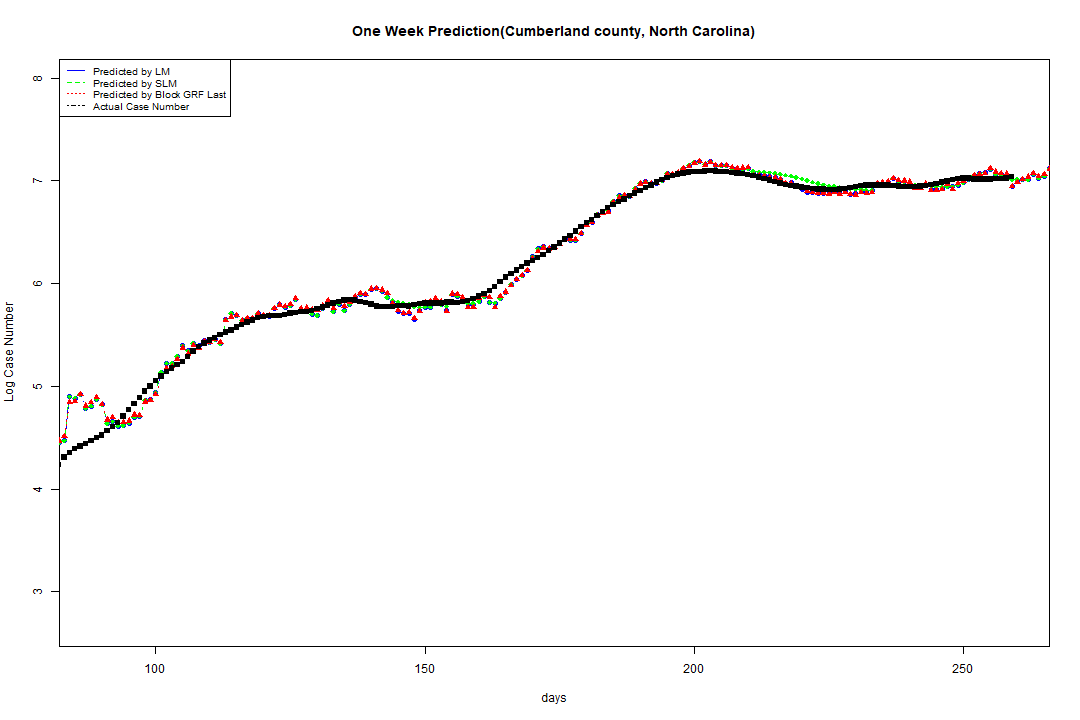 One Week Prediction(Cumberland county, North Carolina)
Predicted by LM
Predicted by SLM
Predicted by Block GRF Last
Actual Case Number
Log Case Number
8
7
6
5
4
3
100
150
200
250
days